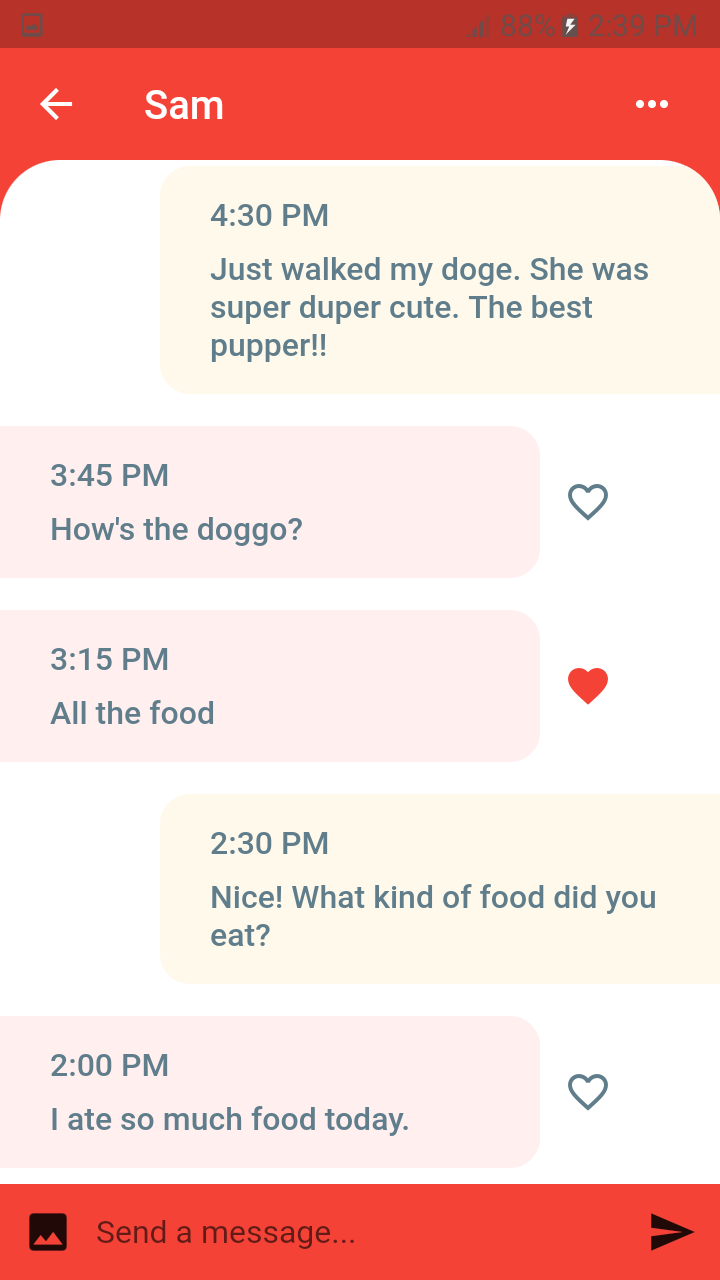 88% 2:39 PM
Sam
4:30 PM
Just walked my doge. She was
super duper cute. The best
pupper!!
3:45 PM
How's the doggo?
3:15 PM
All the food
2:30 PM
Nice! What kind of food did you
eat?
2:00 PM
I ate so much food today.
Send a message...